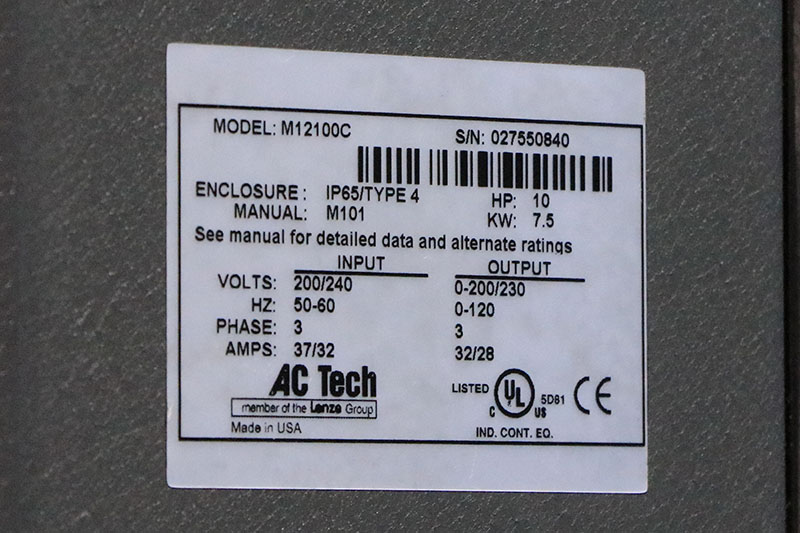 MODEL: M12100C
S/N: 027550840
ENCLOSURE: IP65/TYPE 4
HP: 10
MANUAL: M101
KW: 7.5
See manual for detailed data and alternate ratings
INPUT OUTPUT
VOLTS: 200/240 0-200/230
HZ: 50-60 0-120
PHASE: 3 3
AMPS: 37/32 32/28
AC Tech
member of the Lenze Group
Made in USA
LISTED C UL US 5D81 CE
IND. CONT. EQ.